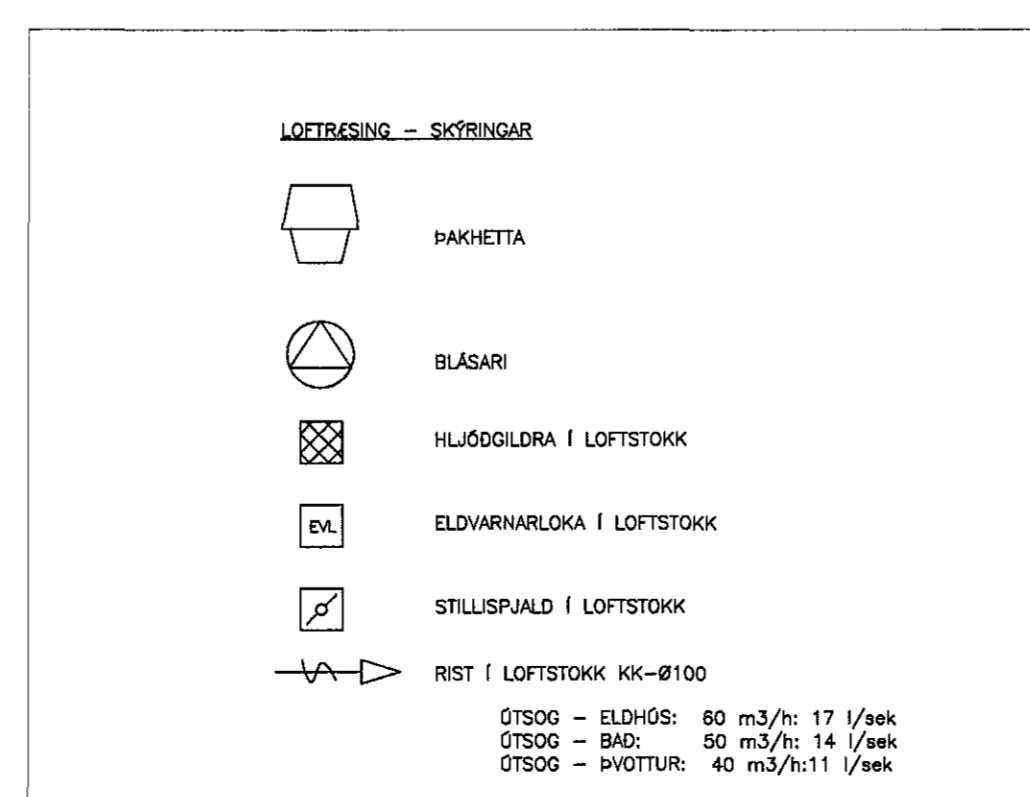 LOFTRÆSING – SKÝRINGAR
ÞAKHETTA
BLÁSARI
HLJÓÐGILDRA Í LOFTSTOKK
EVL ELDVARNARLOKA Í LOFTSTOKK
STILLISPJALD Í LOFTSTOKK
RIST Í LOFTSTOKK KK–Ø100
ÚTSOG – ELDHÚS: 60 m3/h: 17 l/sek
ÚTSOG – BAÐ: 50 m3/h: 14 l/sek
ÚTSOG – ÞVOTTUR: 40 m3/h:11 l/sek